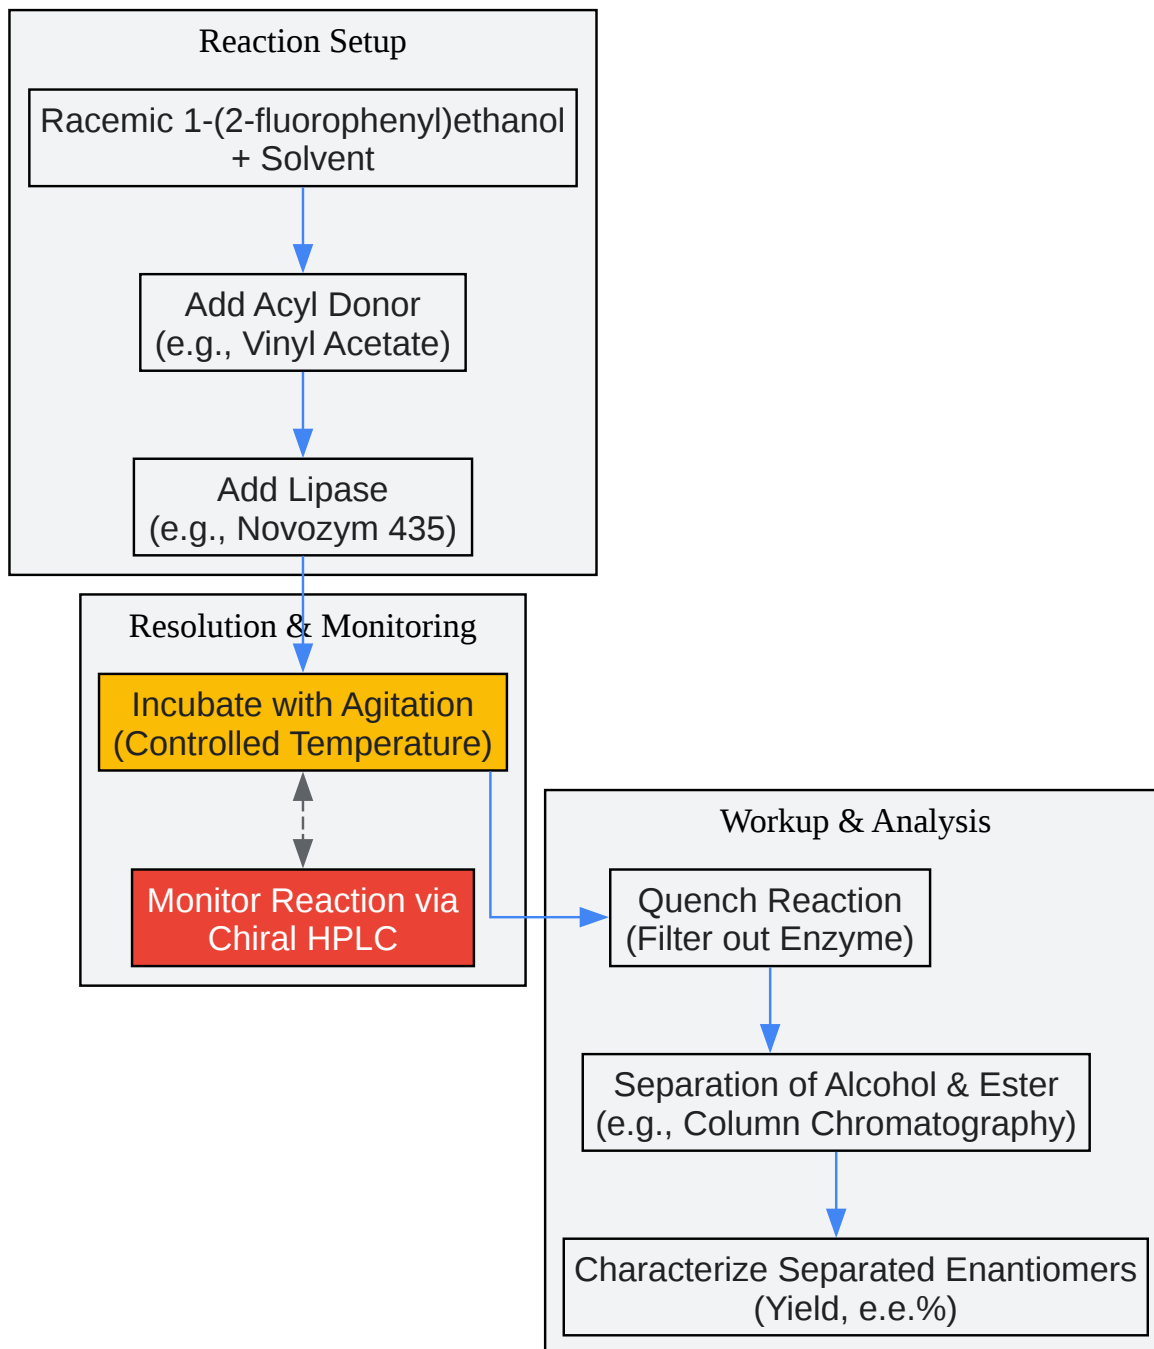 Reaction Setup
Racemic 1-(2-fluorophenyl)ethanol
+ Solvent
Add Acyl Donor
(e.g., Vinyl Acetate)
Add Lipase
(e.g., Novozym 435)
Resolution & Monitoring
Incubate with Agitation
(Controlled Temperature)
Monitor Reaction via
Chiral HPLC
Workup & Analysis
Quench Reaction
(Filter out Enzyme)
Separation of Alcohol & Ester
(e.g., Column Chromatography)
Characterize Separated Enantiomers
(Yield, e.e.%)